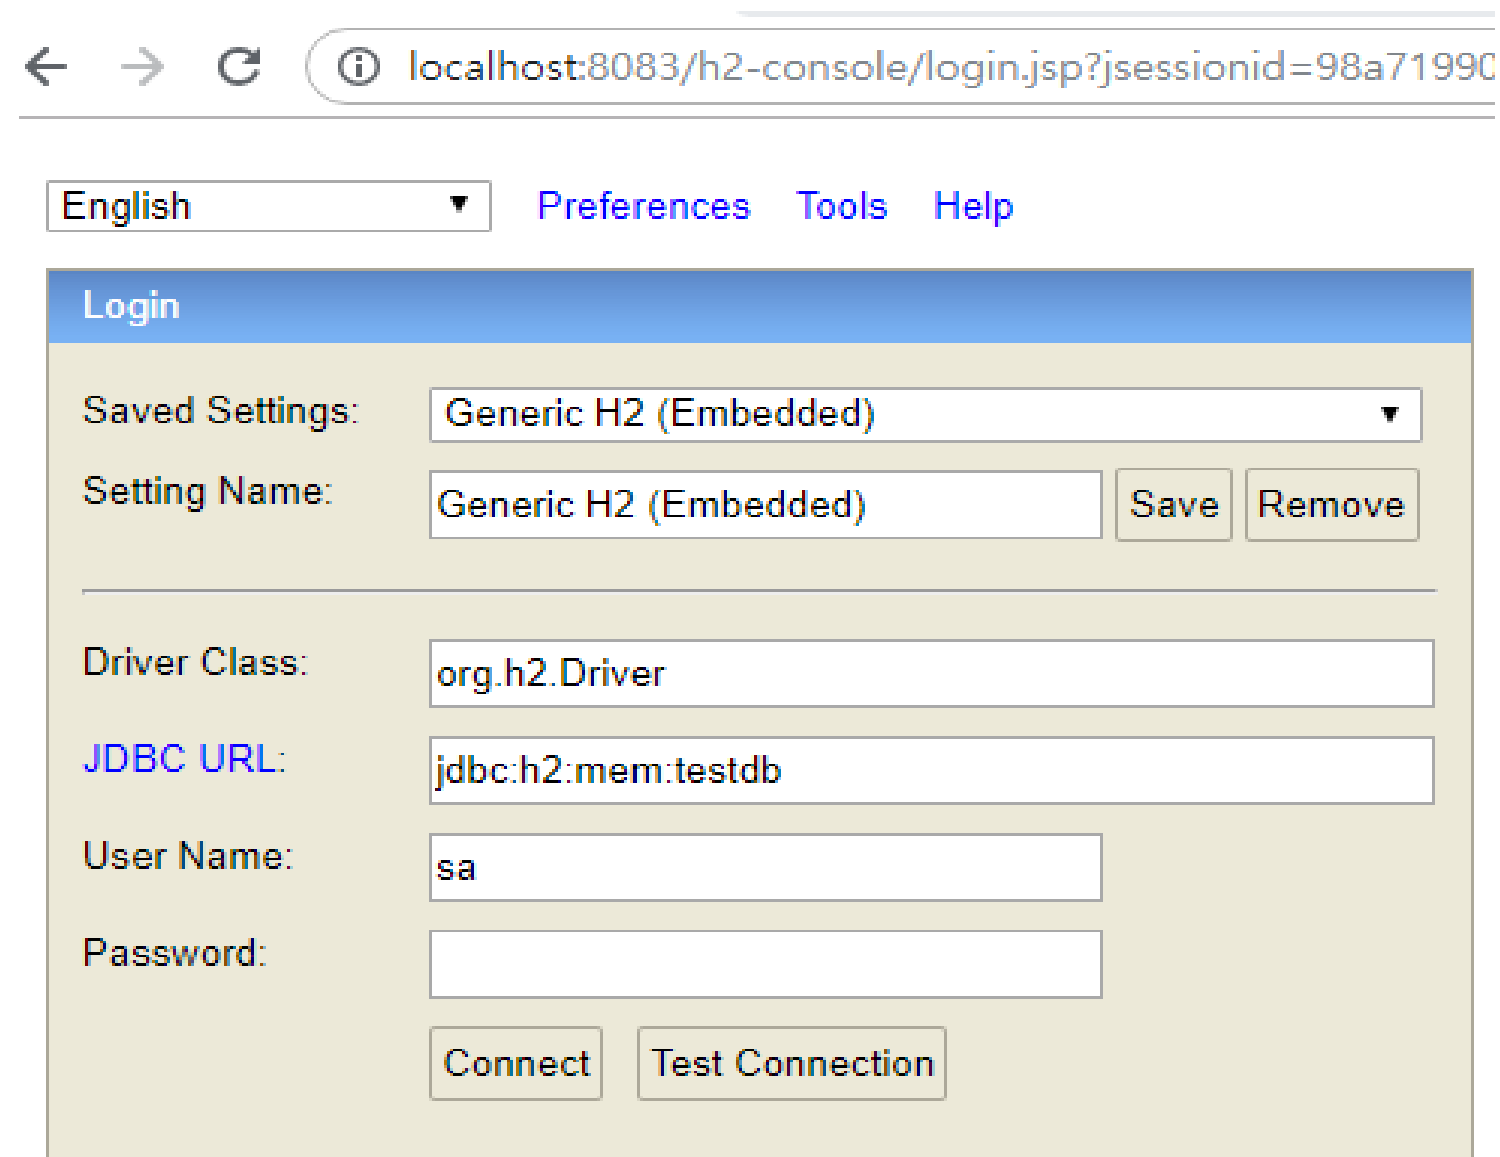 localhost:8083/h2-console/login.jsp?jsessionid=98a71990
English Preferences Tools Help
Login
Saved Settings: Generic H2 (Embedded)
Setting Name: Generic H2 (Embedded) Save Remove
Driver Class: org.h2.Driver
JDBC URL: jdbc:h2:mem:testdb
User Name: sa
Password:
Connect Test Connection